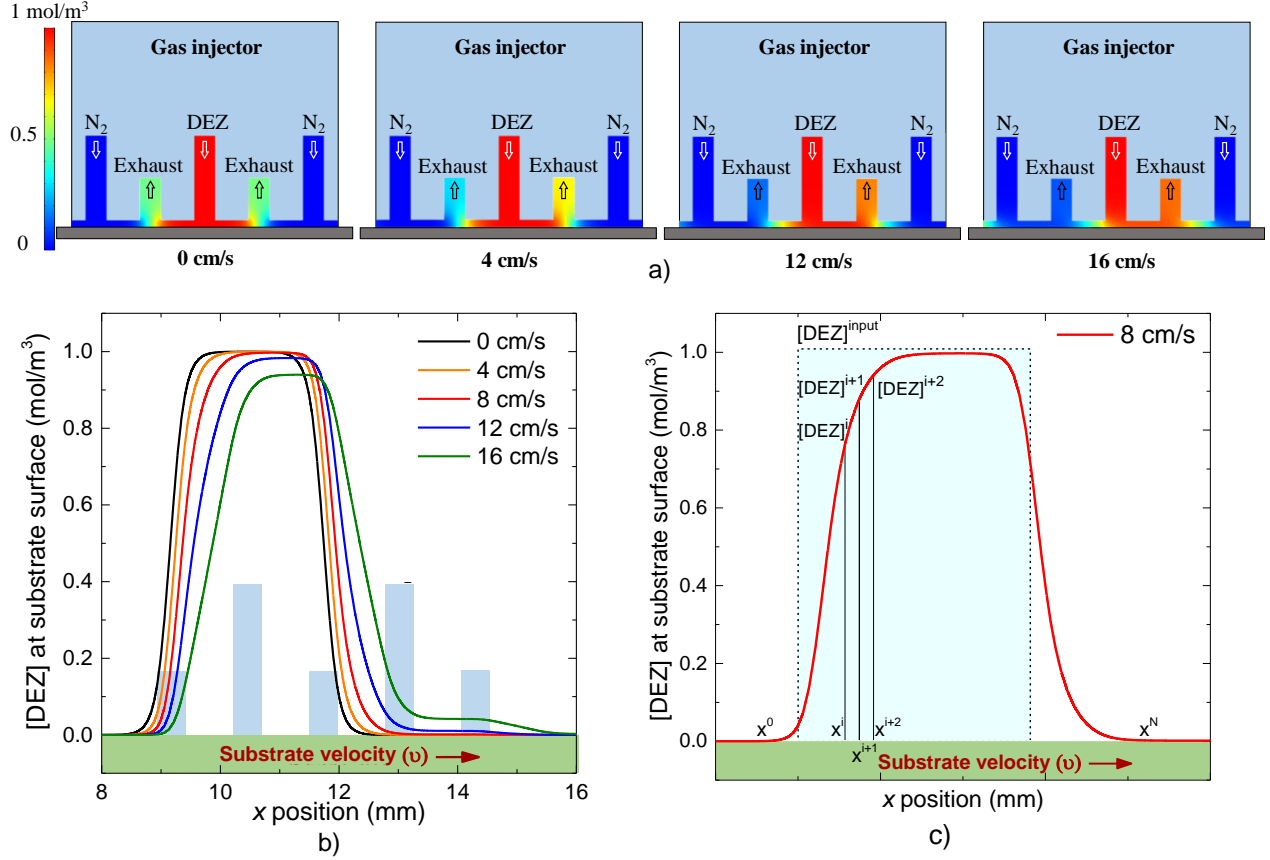 1 mol/m³
0.5
0
Gas injector
N₂ DEZ N₂
Exhaust Exhaust
0 cm/s
Gas injector
N₂ DEZ N₂
Exhaust Exhaust
4 cm/s
Gas injector
N₂ DEZ N₂
Exhaust Exhaust
12 cm/s
Gas injector
N₂ DEZ N₂
Exhaust Exhaust
16 cm/s
a)
[DEZ] at substrate surface (mol/m³)
1.0
0.8
0.6
0.4
0.2
0.0
0 cm/s
4 cm/s
8 cm/s
12 cm/s
16 cm/s
Substrate velocity (υ)
8 10 12 14 16
x position (mm)
b)
[DEZ] at substrate surface (mol/m³)
1.0
0.8
0.6
0.4
0.2
0.0
[DEZ]^input
8 cm/s
[DEZ]^i+1 [DEZ]^i+2
[DEZ]^i
x⁰ x^i x^i+2 x^N
x^i+1
Substrate velocity (υ)
x position (mm)
c)